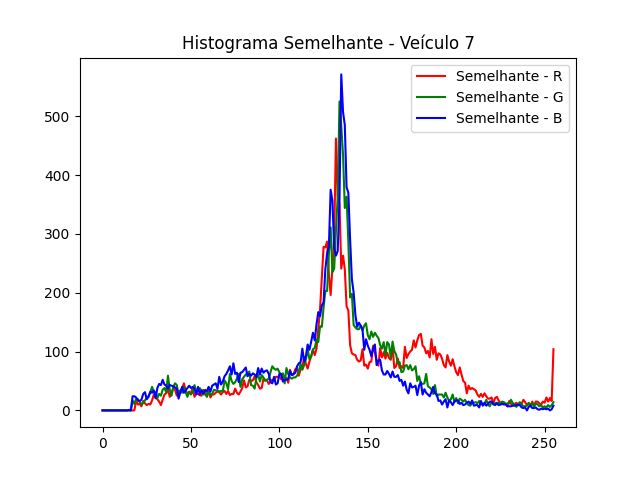 Histograma Semelhante - Veículo 7
Semelhante - R
Semelhante - G
Semelhante - B
500
400
300
200
100
0
0 50 100 150 200 250